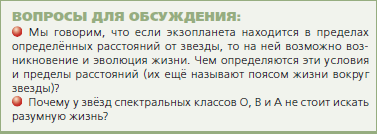 ВОПРОСЫ ДЛЯ ОБСУЖДЕНИЯ:
Мы говорим, что если экзопланета находится в пределах
определённых расстояний от звезды, то на ней возможно воз-
никновение и эволюция жизни. Чем определяются эти условия
и пределы расстояний (их ещё называют поясом жизни вокруг
звезды)?
Почему у звёзд спектральных классов О, В и А не стоит искать
разумную жизнь?